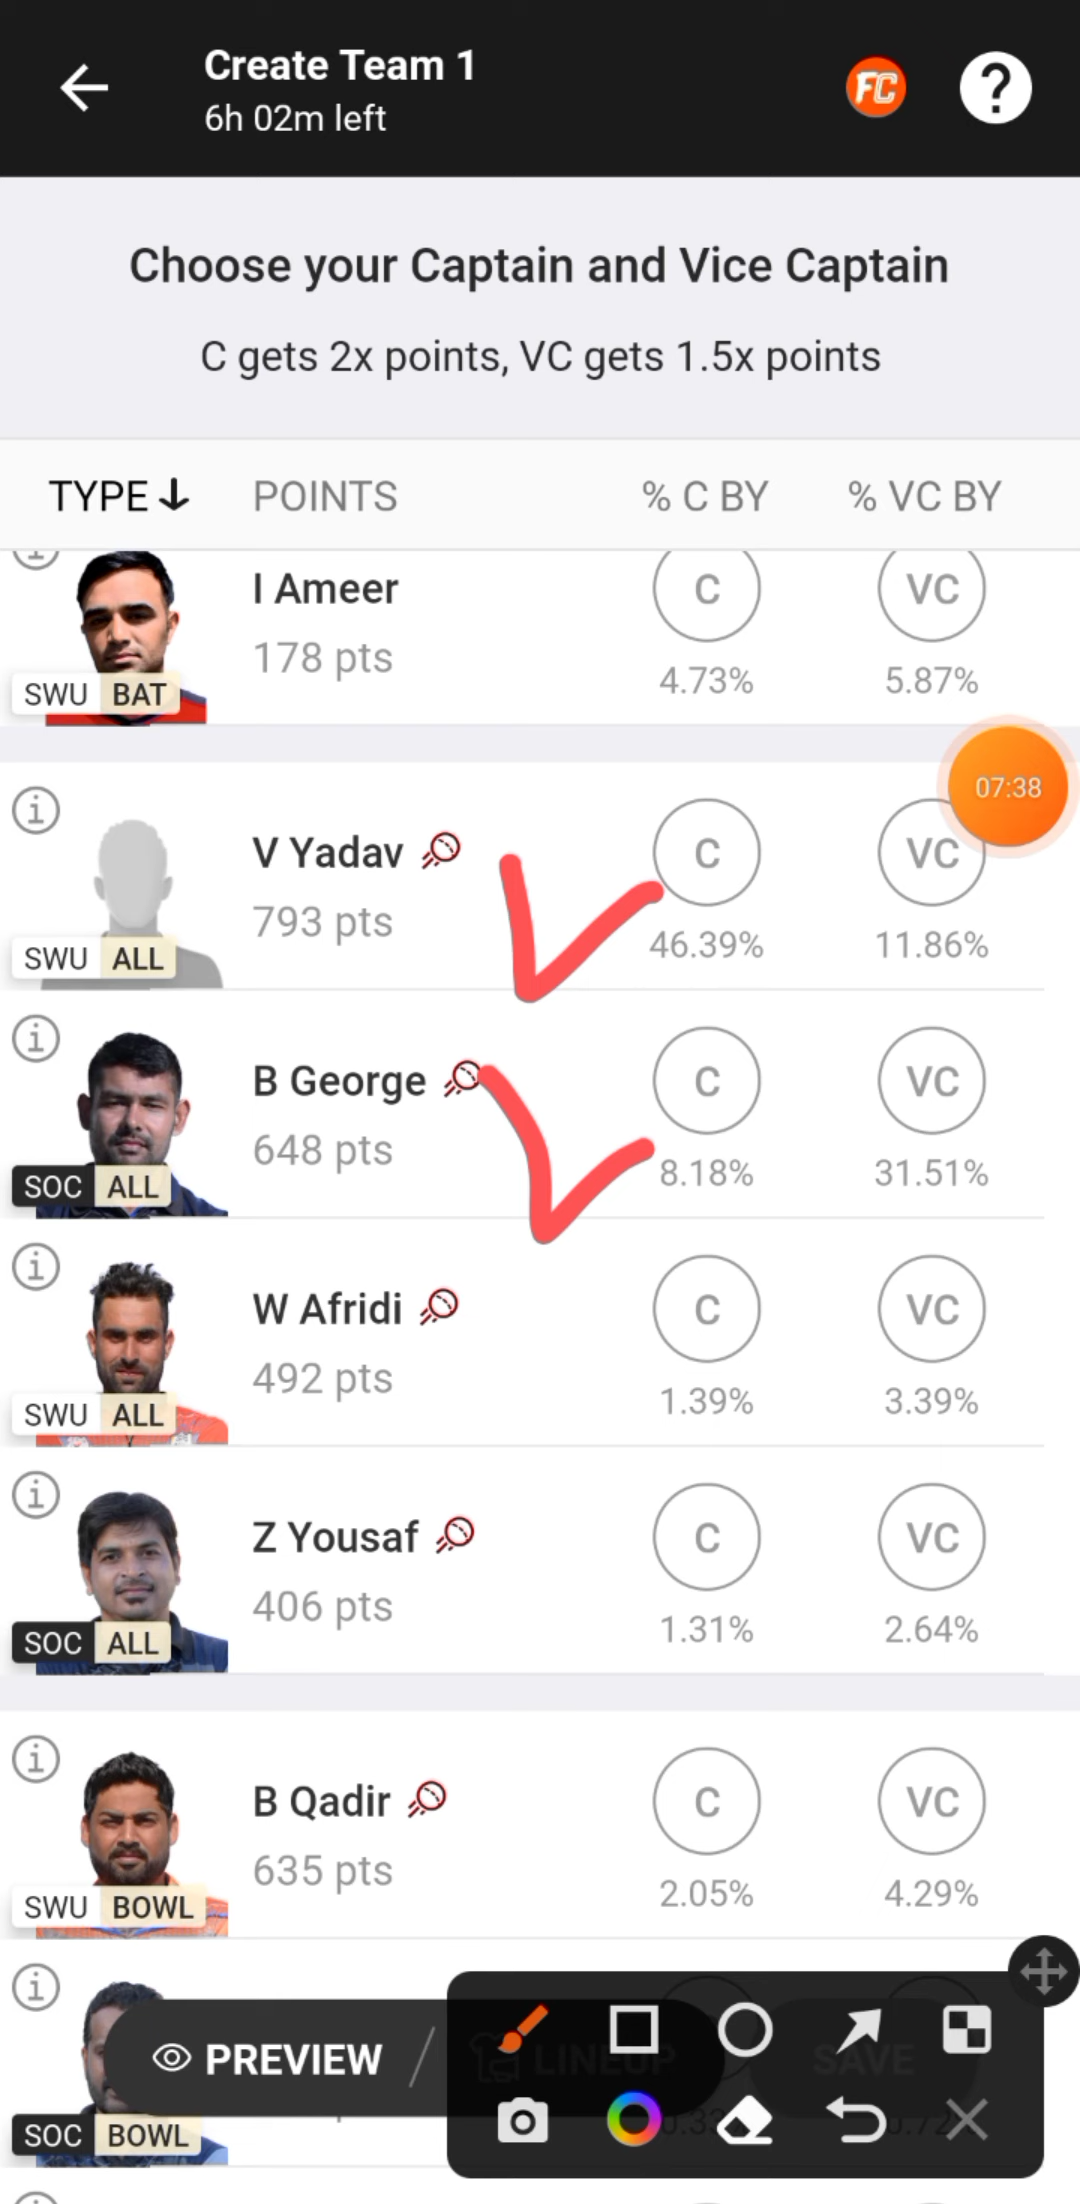 Create Team 1
6h 02m left
FC
?
Choose your Captain and Vice Captain
C gets 2x points, VC gets 1.5x points
TYPE POINTS % C BY % VC BY
I Ameer C VC
178 pts 4.73% 5.87%
SWU BAT
07:38
V Yadav C VC
793 pts 46.39% 11.86%
SWU ALL
B George C VC
648 pts 8.18% 31.51%
SOC ALL
W Afridi C VC
492 pts 1.39% 3.39%
SWU ALL
Z Yousaf C VC
406 pts 1.31% 2.64%
SOC ALL
B Qadir C VC
635 pts 2.05% 4.29%
SWU BOWL
PREVIEW LINEUP SAVE
SOC BOWL